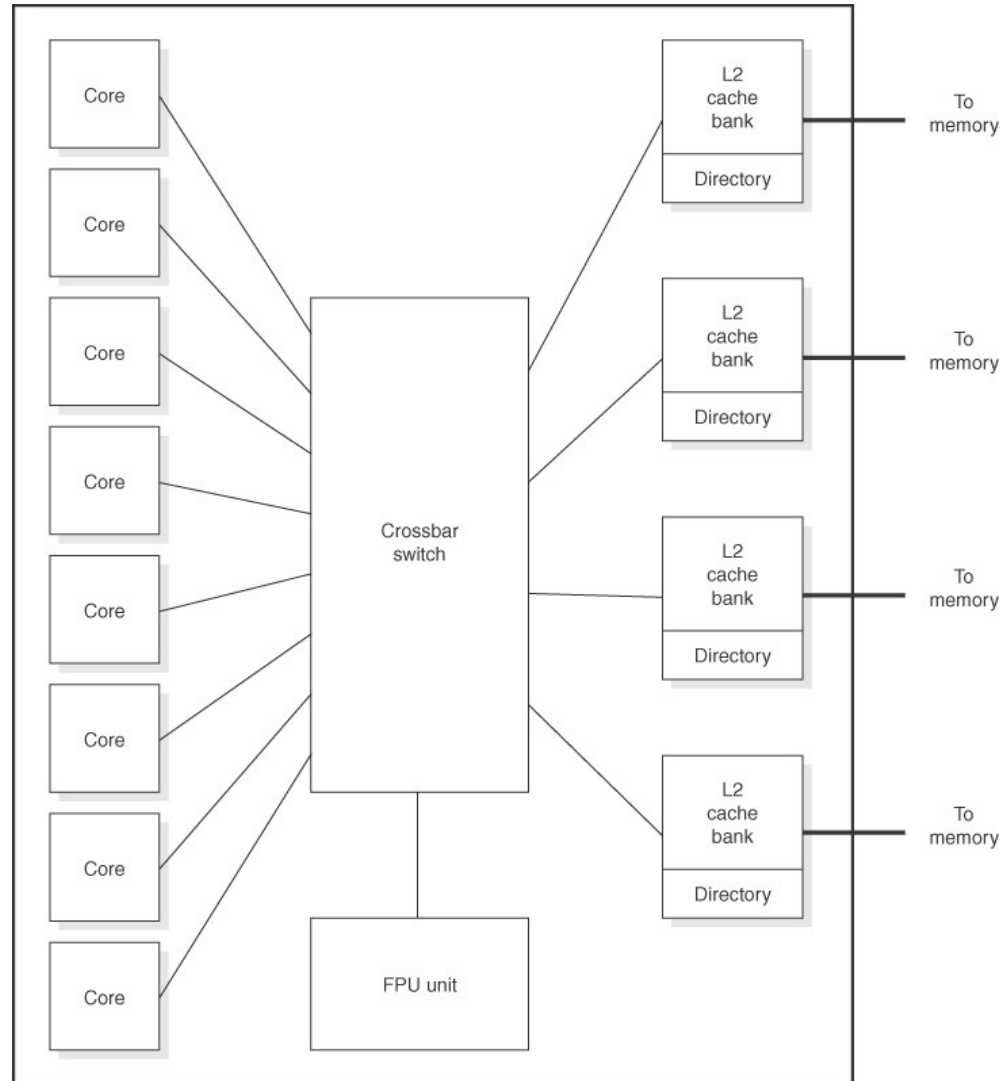 Core
Core
Core
Core
Core
Core
Core
Core
Crossbar
switch
FPU unit
L2
cache
bank
Directory
To
memory
L2
cache
bank
Directory
To
memory
L2
cache
bank
Directory
To
memory
L2
cache
bank
Directory
To
memory